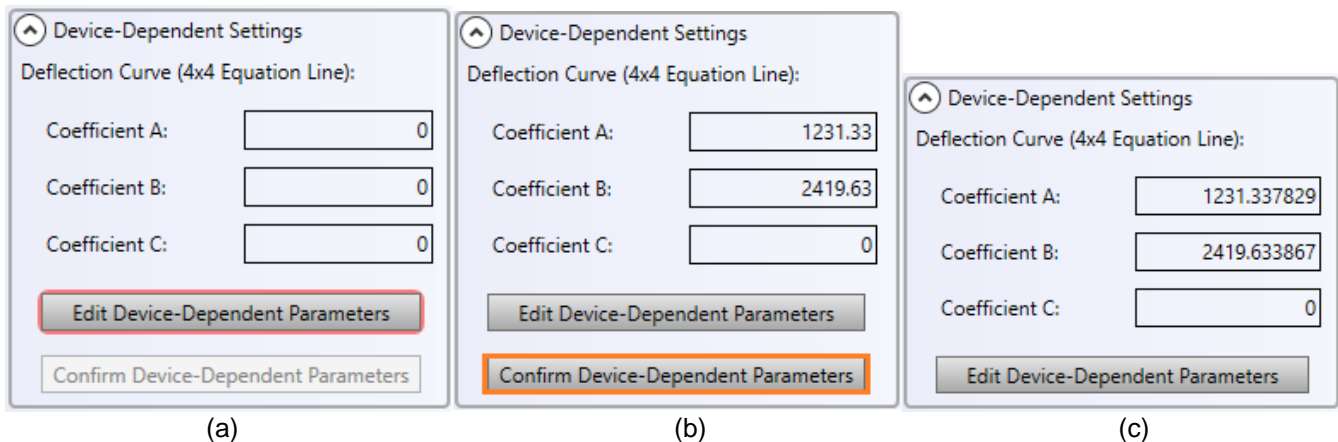 Device-Dependent Settings
Deflection Curve (4x4 Equation Line):
Coefficient A: 0
Coefficient B: 0
Coefficient C: 0
Edit Device-Dependent Parameters
Confirm Device-Dependent Parameters
(a)
Device-Dependent Settings
Deflection Curve (4x4 Equation Line):
Coefficient A: 1231.33
Coefficient B: 2419.63
Coefficient C: 0
Edit Device-Dependent Parameters
Confirm Device-Dependent Parameters
(b)
Device-Dependent Settings
Deflection Curve (4x4 Equation Line):
Coefficient A: 1231.337829
Coefficient B: 2419.633867
Coefficient C: 0
Edit Device-Dependent Parameters
(c)